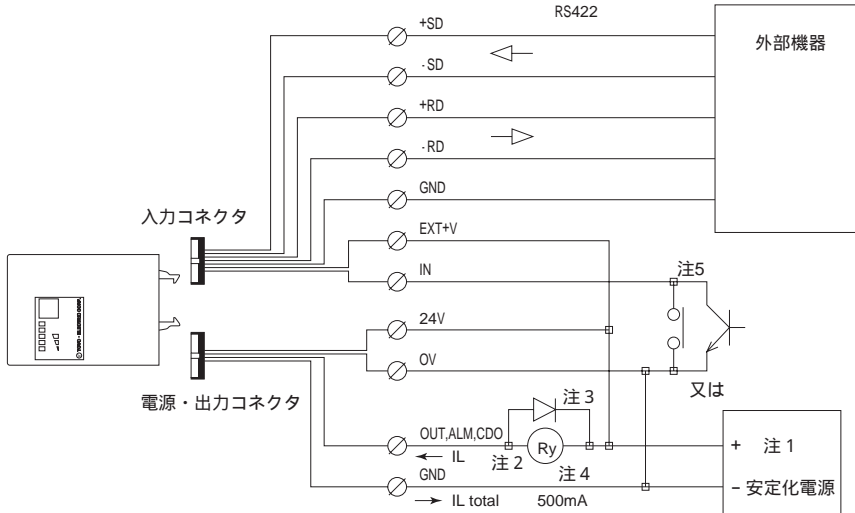 RS422
+SD
外部機器
-SD
+RD
-RD
GND
入力コネクタ
EXT+V
IN
注5
24V
0V
又は
電源・出力コネクタ
注3
OUT,ALM,CDO
IL
注2
Ry
注4
+ 注1
GND
- 安定化電源
IL total 500mA